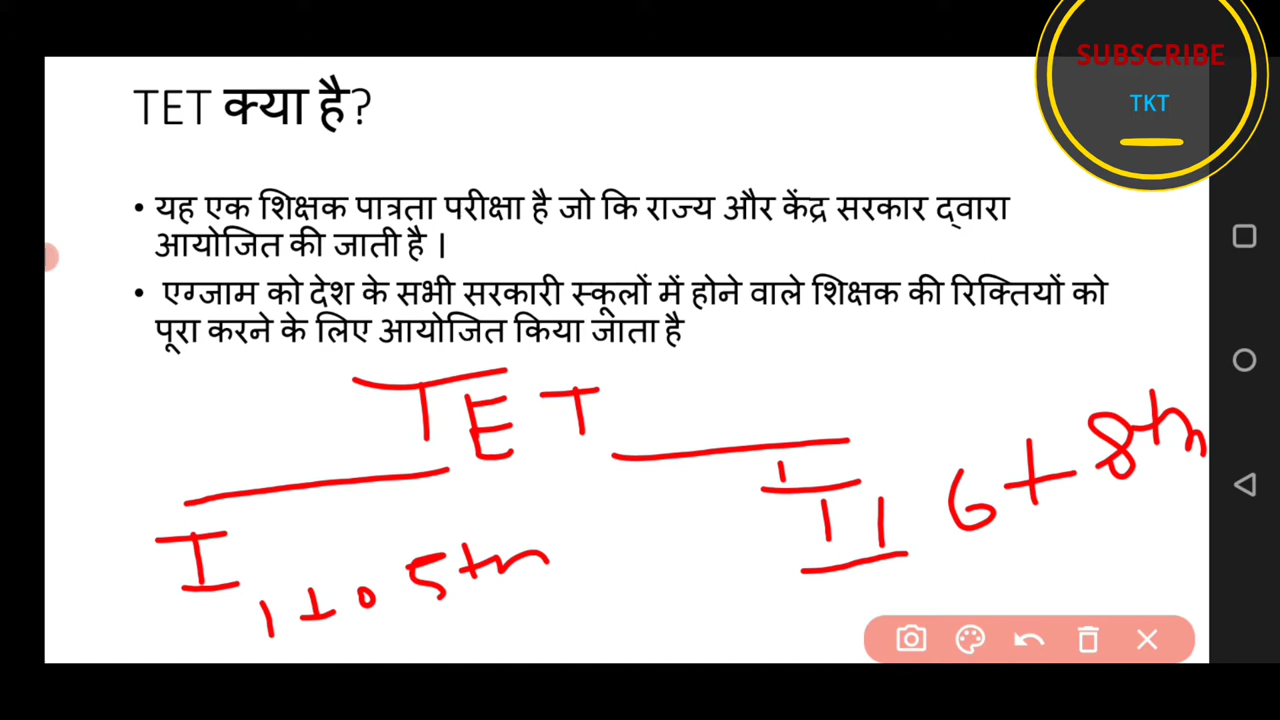 SUBSCRIBE
TKT
TET क्या है?
• यह एक शिक्षक पात्रता परीक्षा है जो कि राज्य और केंद्र सरकार द्वारा
आयोजित की जाती है ।
• एग्जाम को देश के सभी सरकारी स्कूलों में होने वाले शिक्षक की रिक्तियों को
पूरा करने के लिए आयोजित किया जाता है
TET
I 1 to 5th
II 6 + 8th